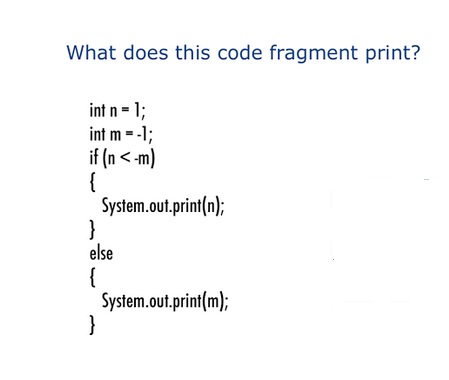 What does this code fragment print?
int n = 1;
int m = -1;
if (n < -m)
{
System.out.print(n);
}
else
{
System.out.print(m);
}